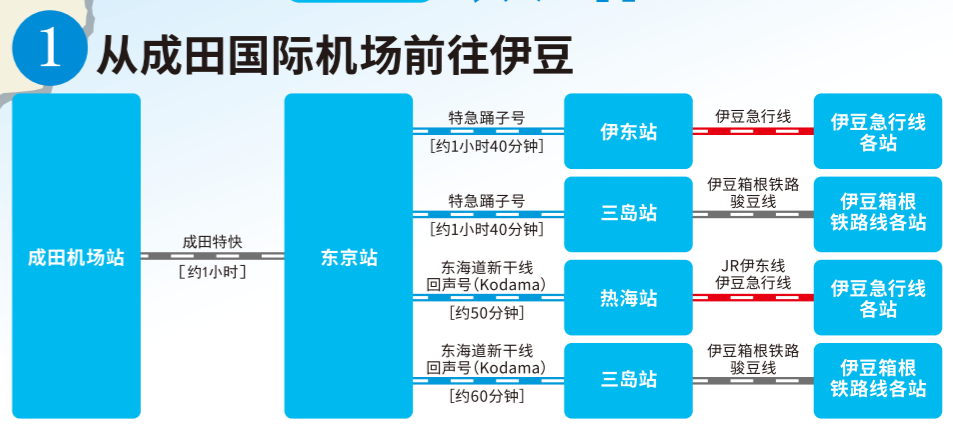 1 从成田国际机场前往伊豆
成田机场站
成田特快
[约1小时]
东京站
特急踊子号
[约1小时40分钟]
伊东站
伊豆急行线
伊豆急行线
各站
特急踊子号
[约1小时40分钟]
三岛站
伊豆箱根铁路
骏豆线
伊豆箱根
铁路线各站
东海道新干线
回声号(Kodama)
[约50分钟]
热海站
JR伊东线
伊豆急行线
伊豆急行线
各站
东海道新干线
回声号(Kodama)
[约60分钟]
三岛站
伊豆箱根铁路
骏豆线
伊豆箱根
铁路线各站